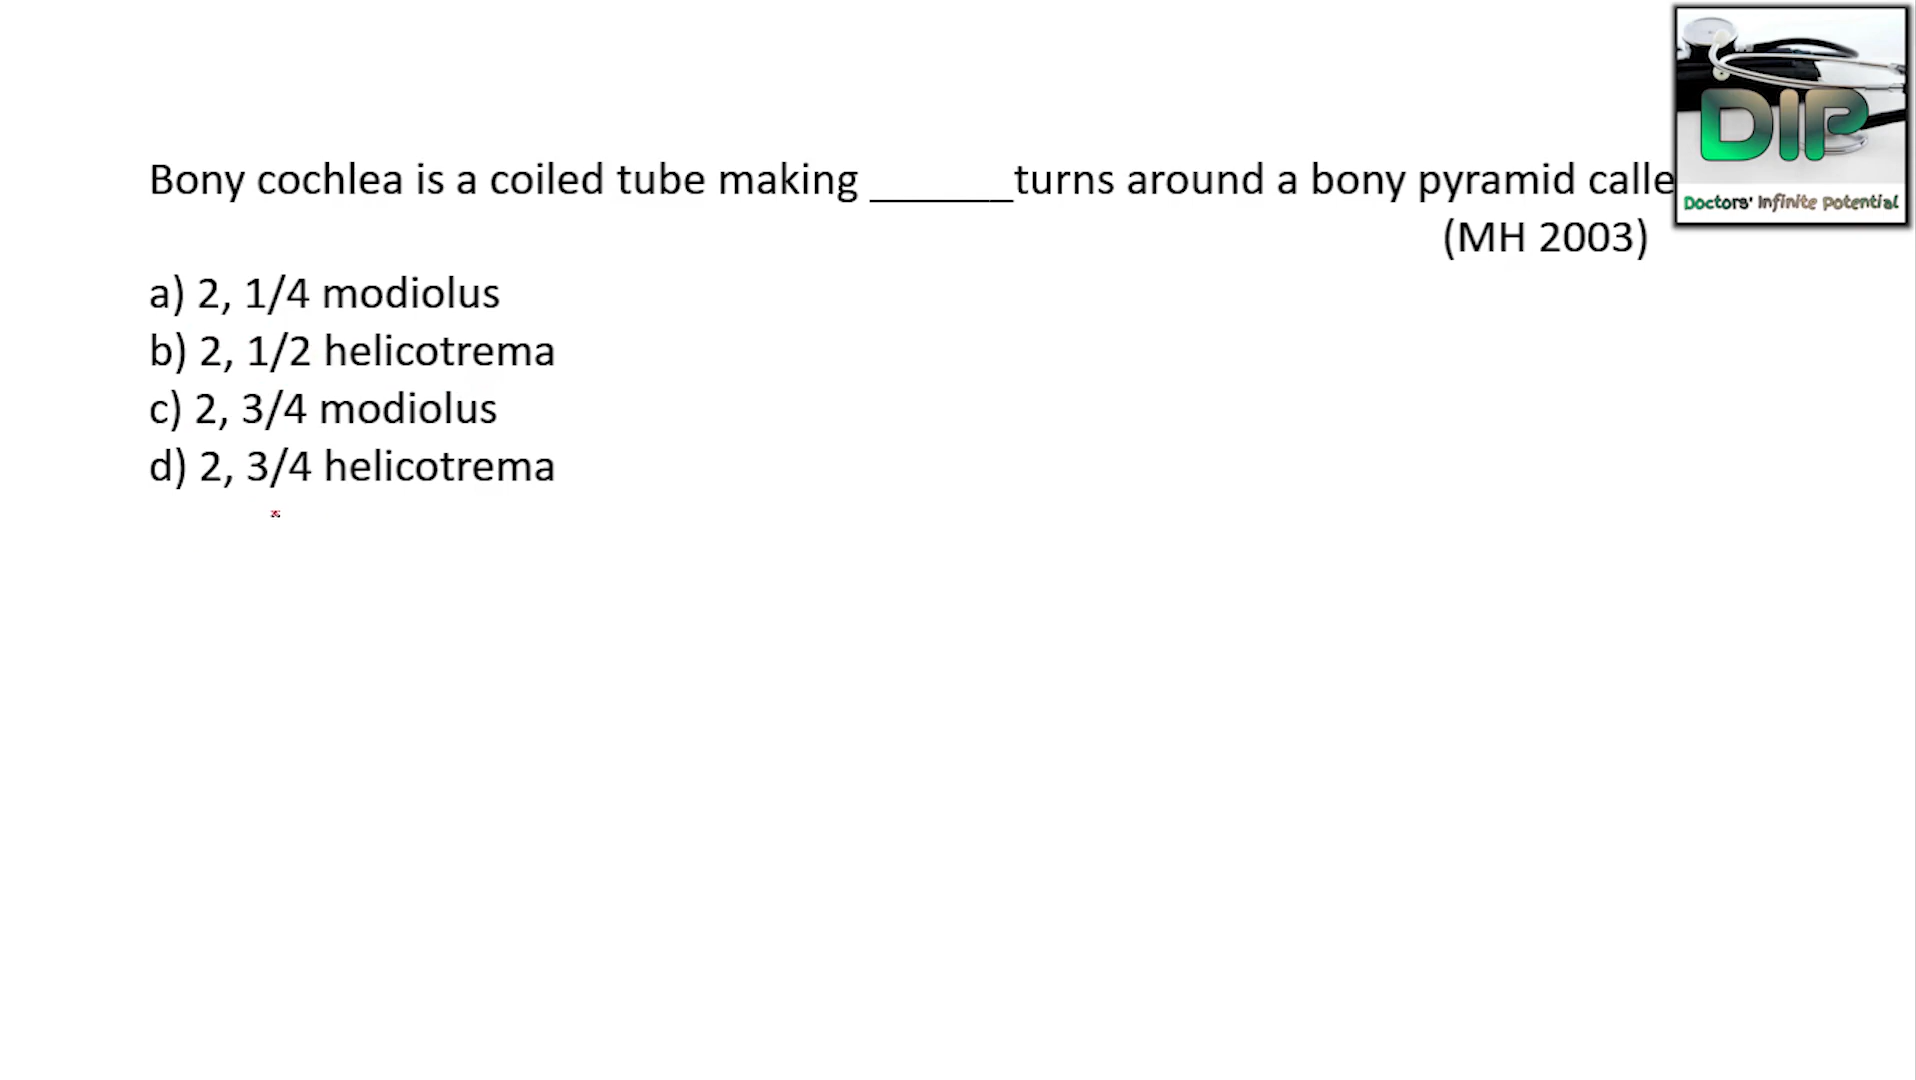 Bony cochlea is a coiled tube making ______turns around a bony pyramid calle
(MH 2003)
a) 2, 1/4 modiolus
b) 2, 1/2 helicotrema
c) 2, 3/4 modiolus
d) 2, 3/4 helicotrema
DIP
Doctors' Infinite Potential